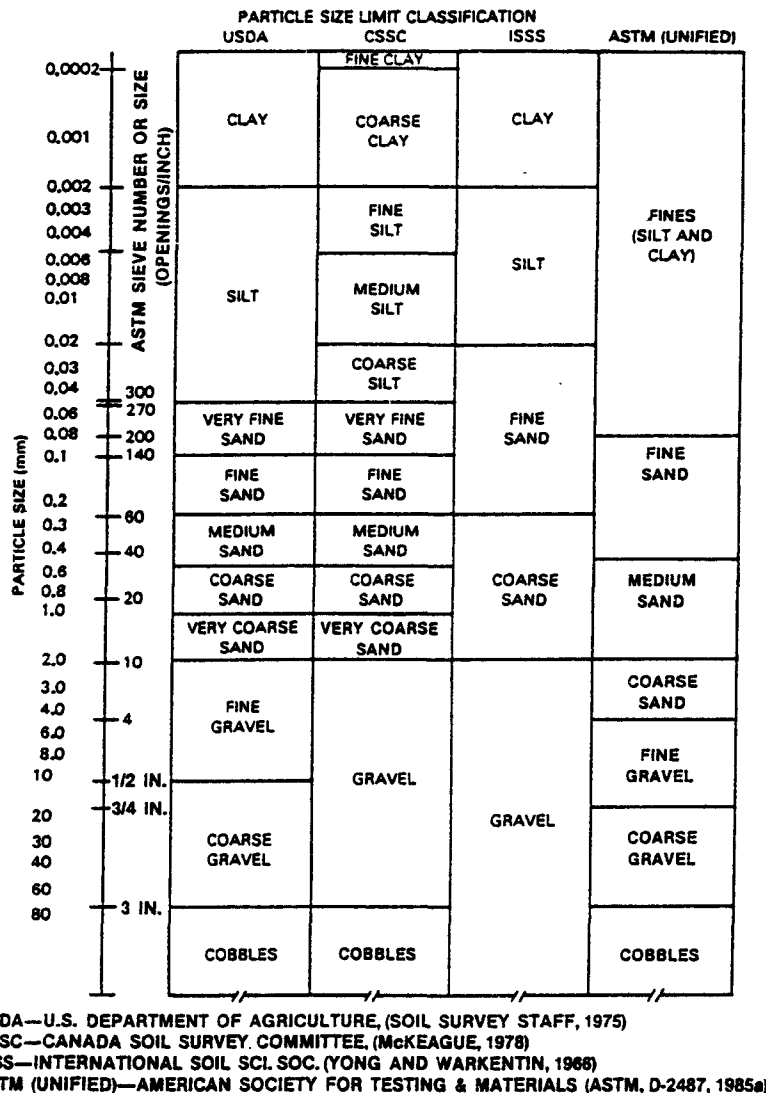 PARTICLE SIZE LIMIT CLASSIFICATION
USDA
CSSC
ISSS
ASTM (UNIFIED)
PARTICLE SIZE (mm)
0.0002
0.001
0.002
0.003
0.004
0.006
0.008
0.01
0.02
0.03
0.04
0.06
0.08
0.1
0.2
0.3
0.4
0.6
0.8
1.0
2.0
3.0
4.0
6.0
8.0
10
20
30
40
60
80
ASTM SIEVE NUMBER OR SIZE
(OPENINGS/INCH)
300
270
200
140
60
40
20
10
4
1/2 IN.
3/4 IN.
3 IN.
CLAY
SILT
VERY FINE
SAND
FINE
SAND
MEDIUM
SAND
COARSE
SAND
VERY COARSE
SAND
FINE
GRAVEL
COARSE
GRAVEL
COBBLES
FINE CLAY
COARSE
CLAY
FINE
SILT
MEDIUM
SILT
COARSE
SILT
VERY FINE
SAND
FINE
SAND
MEDIUM
SAND
COARSE
SAND
VERY COARSE
SAND
GRAVEL
COBBLES
CLAY
SILT
FINE
SAND
COARSE
SAND
GRAVEL
FINES
(SILT AND
CLAY)
FINE
SAND
MEDIUM
SAND
COARSE
SAND
FINE
GRAVEL
COARSE
GRAVEL
COBBLES
DA—U.S. DEPARTMENT OF AGRICULTURE, (SOIL SURVEY STAFF, 1975)
SC—CANADA SOIL SURVEY COMMITTEE, (McKEAGUE, 1978)
SS—INTERNATIONAL SOIL SCI. SOC. (YONG AND WARKENTIN, 1966)
TM (UNIFIED)—AMERICAN SOCIETY FOR TESTING & MATERIALS (ASTM, D-2487, 1985a)